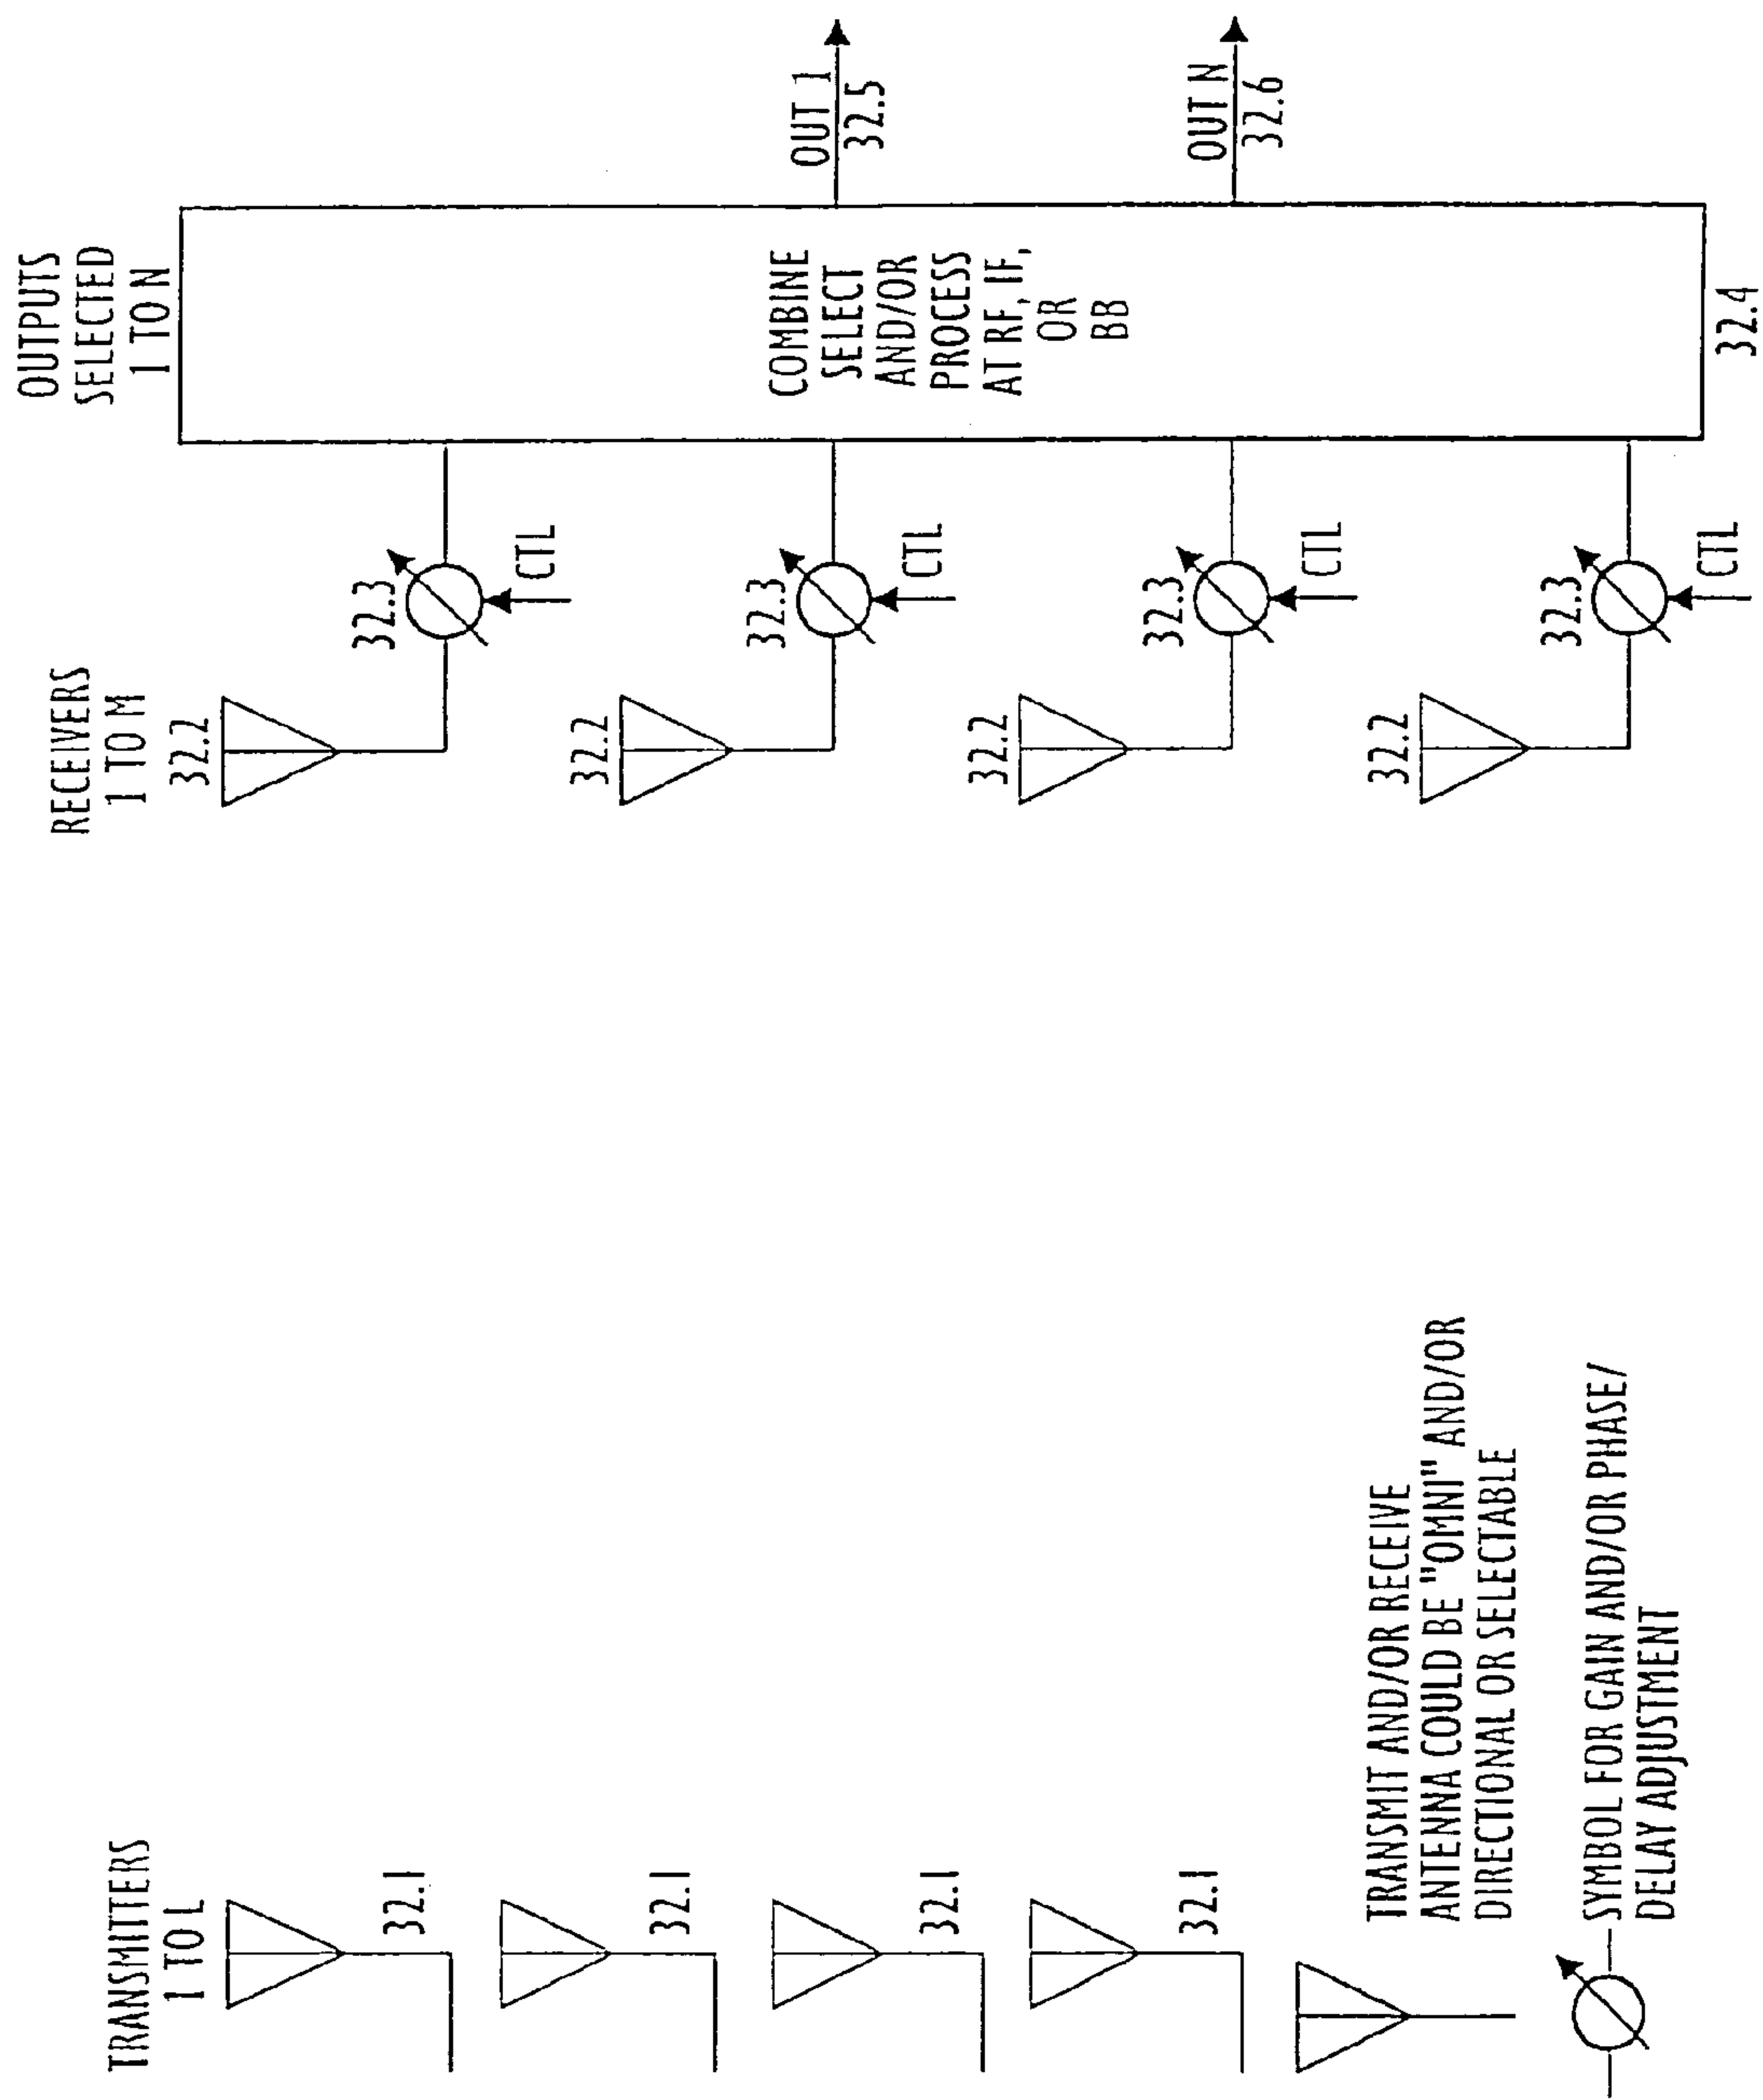 TRANSMITTERS
1 TO L
32.1
32.1
32.1
32.1
TRANSMIT AND/OR RECEIVE
ANTENNA COULD BE "OMNI" AND/OR
DIRECTIONAL OR SELECTABLE
SYMBOL FOR GAIN AND/OR PHASE/
DELAY ADJUSTMENT
RECEIVERS
1 TO M
32.2
32.3
CTL
32.2
32.3
CTL
32.2
32.3
CTL
32.2
32.3
CTL
OUTPUTS
SELECTED
1 TO N
COMBINE
SELECT
AND/OR
PROCESS
AT RF, IF,
OR
BB
32.4
OUT 1
32.5
OUT N
32.6